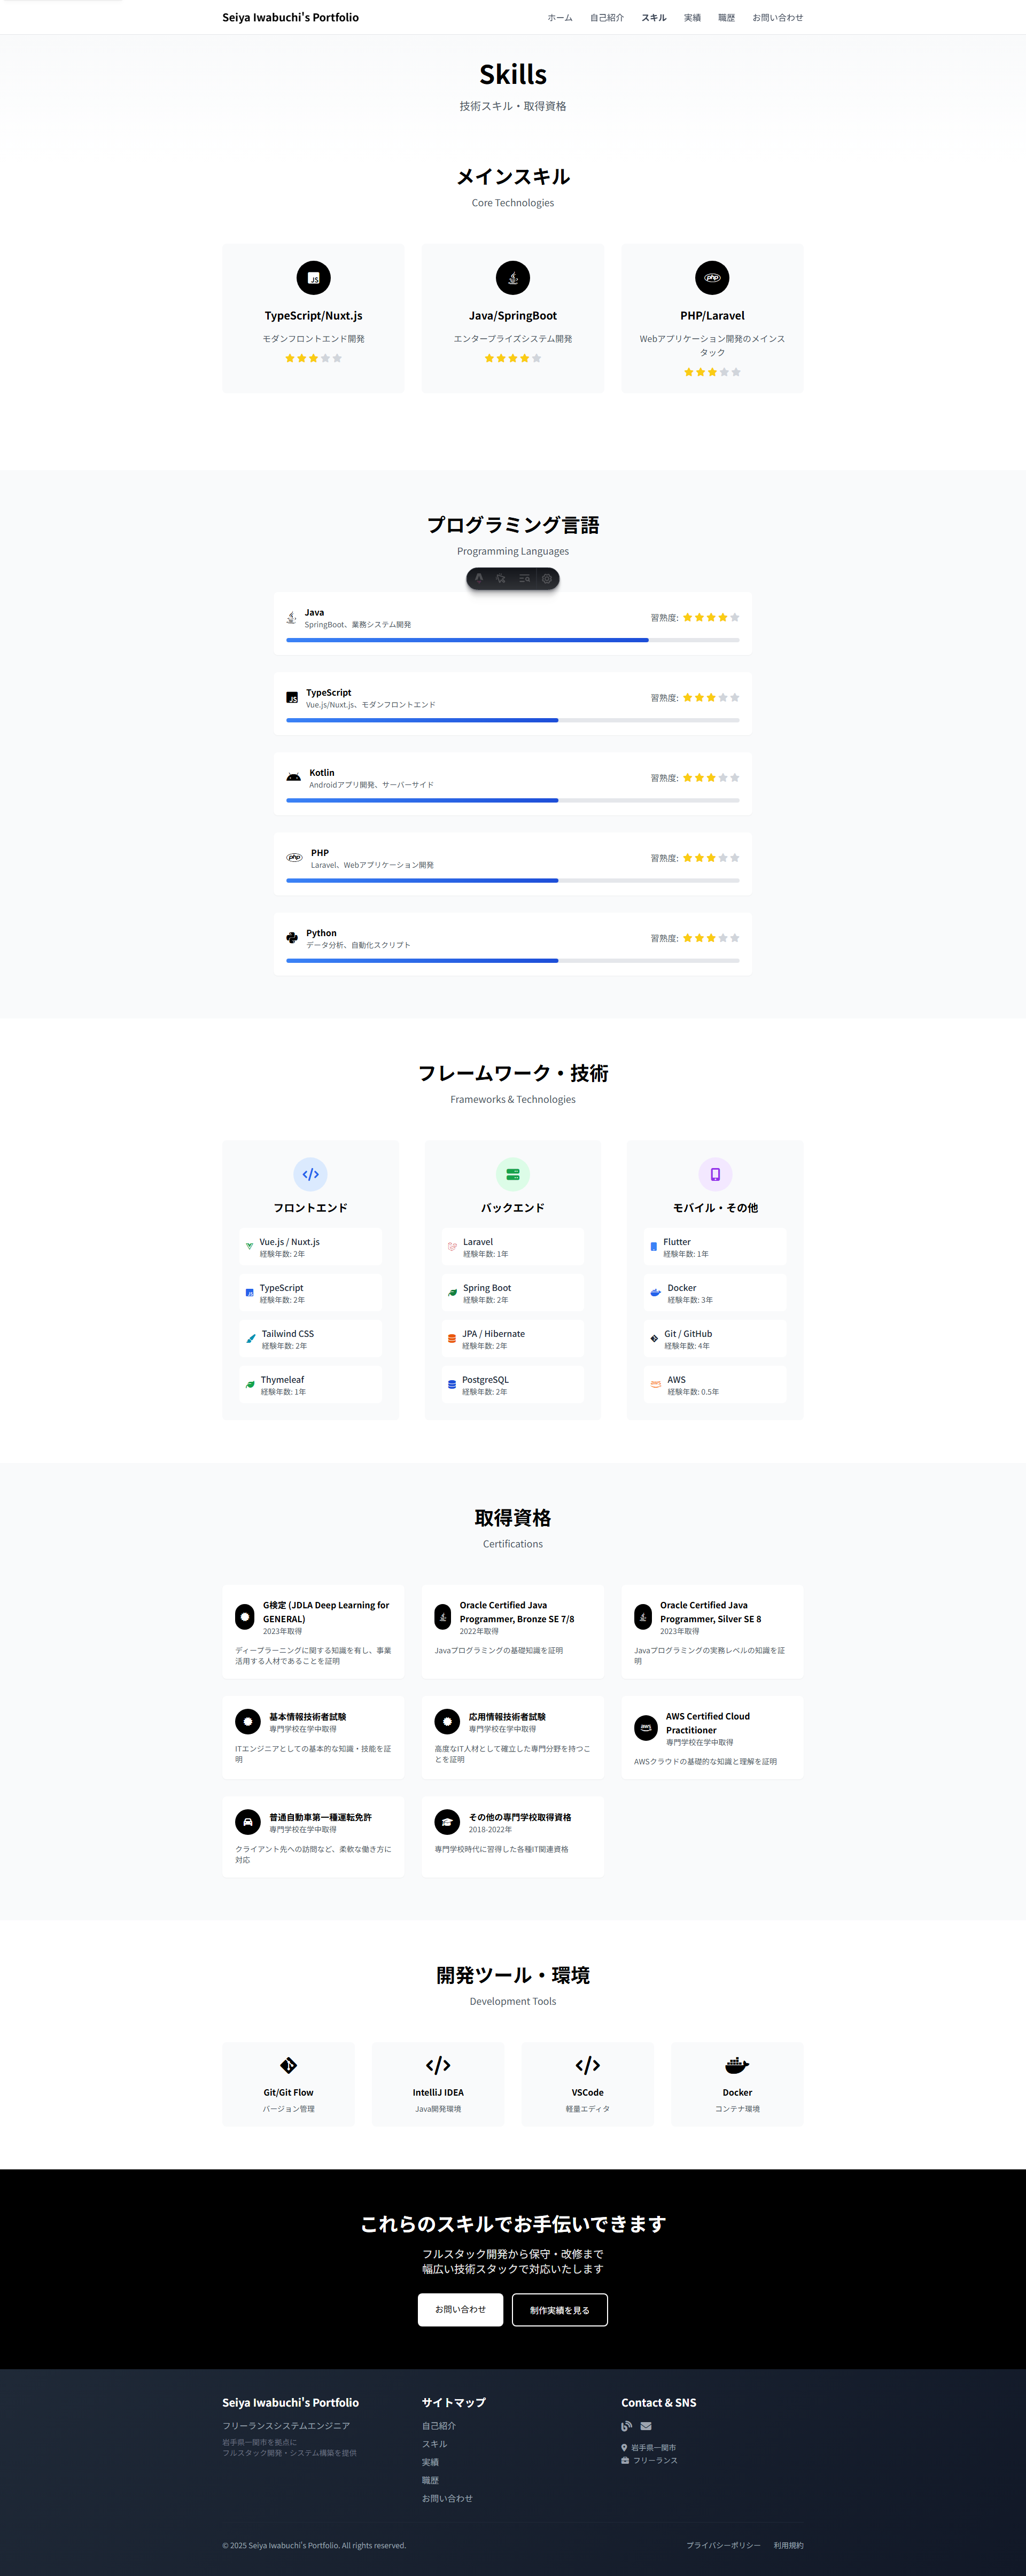 Seiya Iwabuchi's Portfolio
ホーム 自己紹介 スキル 実績 職歴 お問い合わせ
Skills
技術スキル・取得資格
メインスキル
Core Technologies
JS
TypeScript/Nuxt.js
モダンフロントエンド開発
Java/SpringBoot
エンタープライズシステム開発
php
PHP/Laravel
Webアプリケーション開発のメインス
タック
プログラミング言語
Programming Languages
Java
SpringBoot、業務システム開発
習熟度:
JS
TypeScript
Vue.js/Nuxt.js、モダンフロントエンド
習熟度:
Kotlin
Androidアプリ開発、サーバーサイド
習熟度:
php
PHP
Laravel、Webアプリケーション開発
習熟度:
Python
データ分析、自動化スクリプト
習熟度:
フレームワーク・技術
Frameworks & Technologies
フロントエンド
Vue.js / Nuxt.js
経験年数: 2年
TypeScript
経験年数: 2年
Tailwind CSS
経験年数: 2年
Thymeleaf
経験年数: 1年
バックエンド
Laravel
経験年数: 1年
Spring Boot
経験年数: 2年
JPA / Hibernate
経験年数: 2年
PostgreSQL
経験年数: 2年
モバイル・その他
Flutter
経験年数: 1年
Docker
経験年数: 3年
Git / GitHub
経験年数: 4年
aws
AWS
経験年数: 0.5年
取得資格
Certifications
G検定 (JDLA Deep Learning for
GENERAL)
2023年取得
ディープラーニングに関する知識を有し、事業
活用する人材であることを証明
Oracle Certified Java
Programmer, Bronze SE 7/8
2022年取得
Javaプログラミングの基礎知識を証明
Oracle Certified Java
Programmer, Silver SE 8
2023年取得
Javaプログラミングの実務レベルの知識を証
明
基本情報技術者試験
専門学校在学中取得
ITエンジニアとしての基本的な知識・技能を証
明
応用情報技術者試験
専門学校在学中取得
高度なIT人材として確立した専門分野を持つこ
とを証明
aws
AWS Certified Cloud
Practitioner
専門学校在学中取得
AWSクラウドの基礎的な知識と理解を証明
普通自動車第一種運転免許
専門学校在学中取得
クライアント先への訪問など、柔軟な働き方に
対応
その他の専門学校取得資格
2018-2022年
専門学校時代に習得した各種IT関連資格
開発ツール・環境
Development Tools
Git/Git Flow
バージョン管理
IntelliJ IDEA
Java開発環境
VSCode
軽量エディタ
Docker
コンテナ環境
これらのスキルでお手伝いできます
フルスタック開発から保守・改修まで
幅広い技術スタックで対応いたします
お問い合わせ
制作実績を見る
Seiya Iwabuchi's Portfolio
フリーランスシステムエンジニア
岩手県一関市を拠点に
フルスタック開発・システム構築を提供
サイトマップ
自己紹介
スキル
実績
職歴
お問い合わせ
Contact & SNS
岩手県一関市
フリーランス
© 2025 Seiya Iwabuchi's Portfolio. All rights reserved.
プライバシーポリシー 利用規約